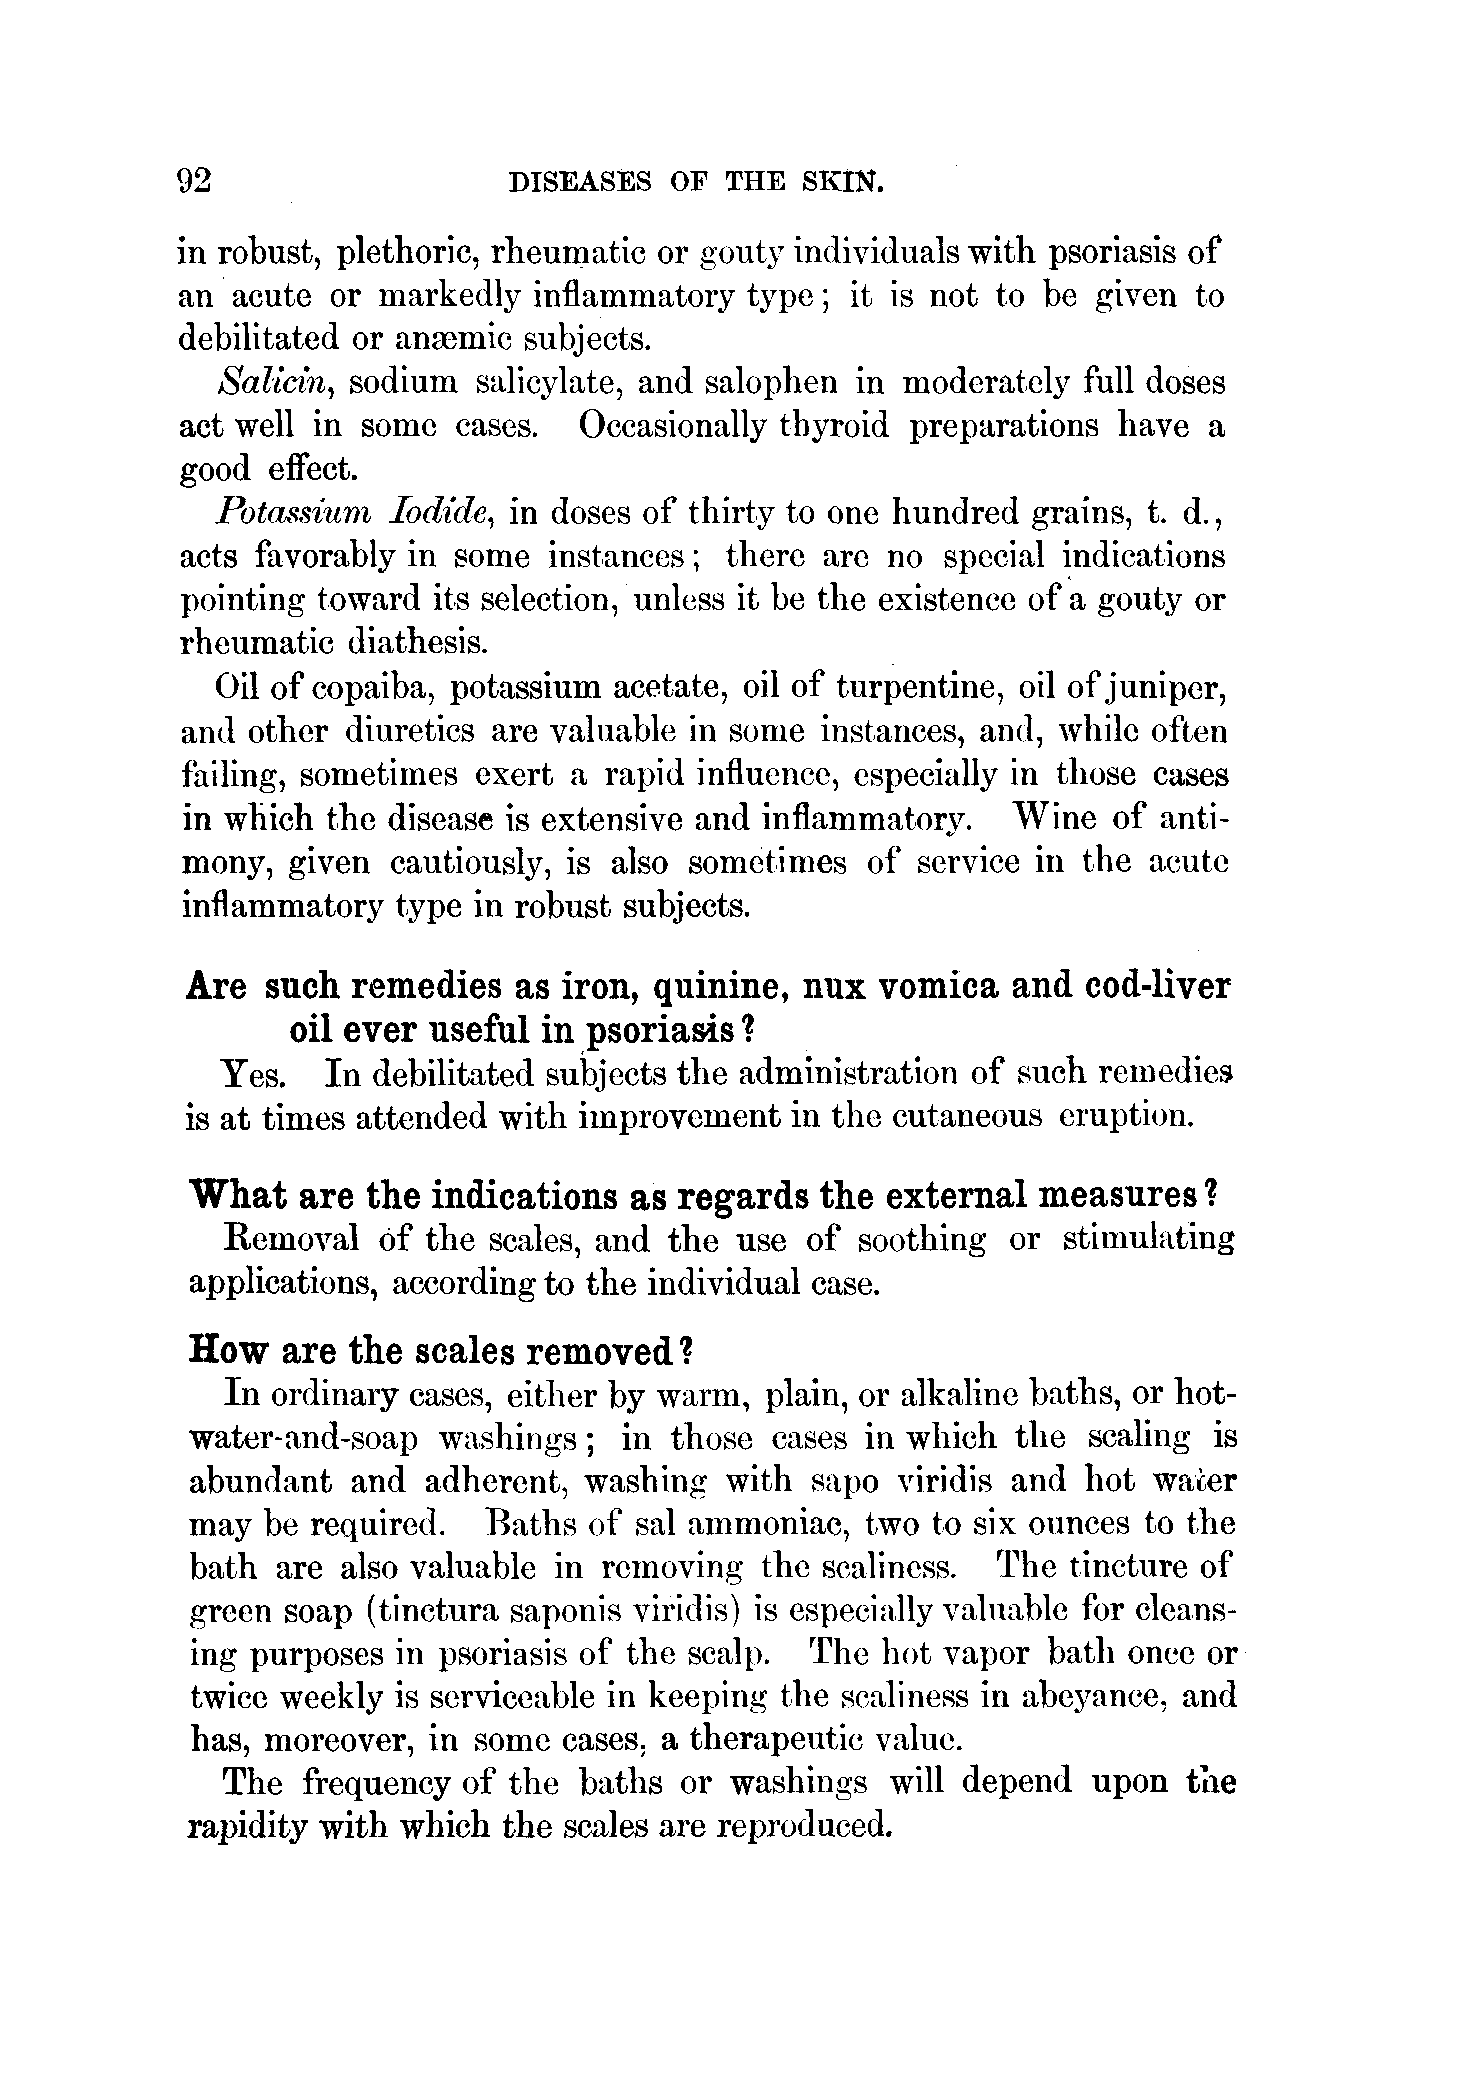 92 DISEASES OF THE SKIN.
in robust, plethoric, rheumatic or gouty individuals with psoriasis of
an acute or markedly inflammatory type; it is not to be given to
debilitated or anæmic subjects.
Salicin, sodium salicylate, and salophen in moderately full doses
act well in some cases. Occasionally thyroid preparations have a
good effect.
Potassium Iodide, in doses of thirty to one hundred grains, t. d.,
acts favorably in some instances; there are no special indications
pointing toward its selection, unless it be the existence of a gouty or
rheumatic diathesis.
Oil of copaiba, potassium acetate, oil of turpentine, oil of juniper,
and other diuretics are valuable in some instances, and, while often
failing, sometimes exert a rapid influence, especially in those cases
in which the disease is extensive and inflammatory. Wine of anti-
mony, given cautiously, is also sometimes of service in the acute
inflammatory type in robust subjects.
Are such remedies as iron, quinine, nux vomica and cod-liver
oil ever useful in psoriasis?
Yes. In debilitated subjects the administration of such remedies
is at times attended with improvement in the cutaneous eruption.
What are the indications as regards the external measures?
Removal of the scales, and the use of soothing or stimulating
applications, according to the individual case.
How are the scales removed?
In ordinary cases, either by warm, plain, or alkaline baths, or hot-
water-and-soap washings; in those cases in which the scaling is
abundant and adherent, washing with sapo viridis and hot water
may be required. Baths of sal ammoniac, two to six ounces to the
bath are also valuable in removing the scaliness. The tincture of
green soap (tinctura saponis viridis) is especially valuable for cleans-
ing purposes in psoriasis of the scalp. The hot vapor bath once or
twice weekly is serviceable in keeping the scaliness in abeyance, and
has, moreover, in some cases, a therapeutic value.
The frequency of the baths or washings will depend upon the
rapidity with which the scales are reproduced.